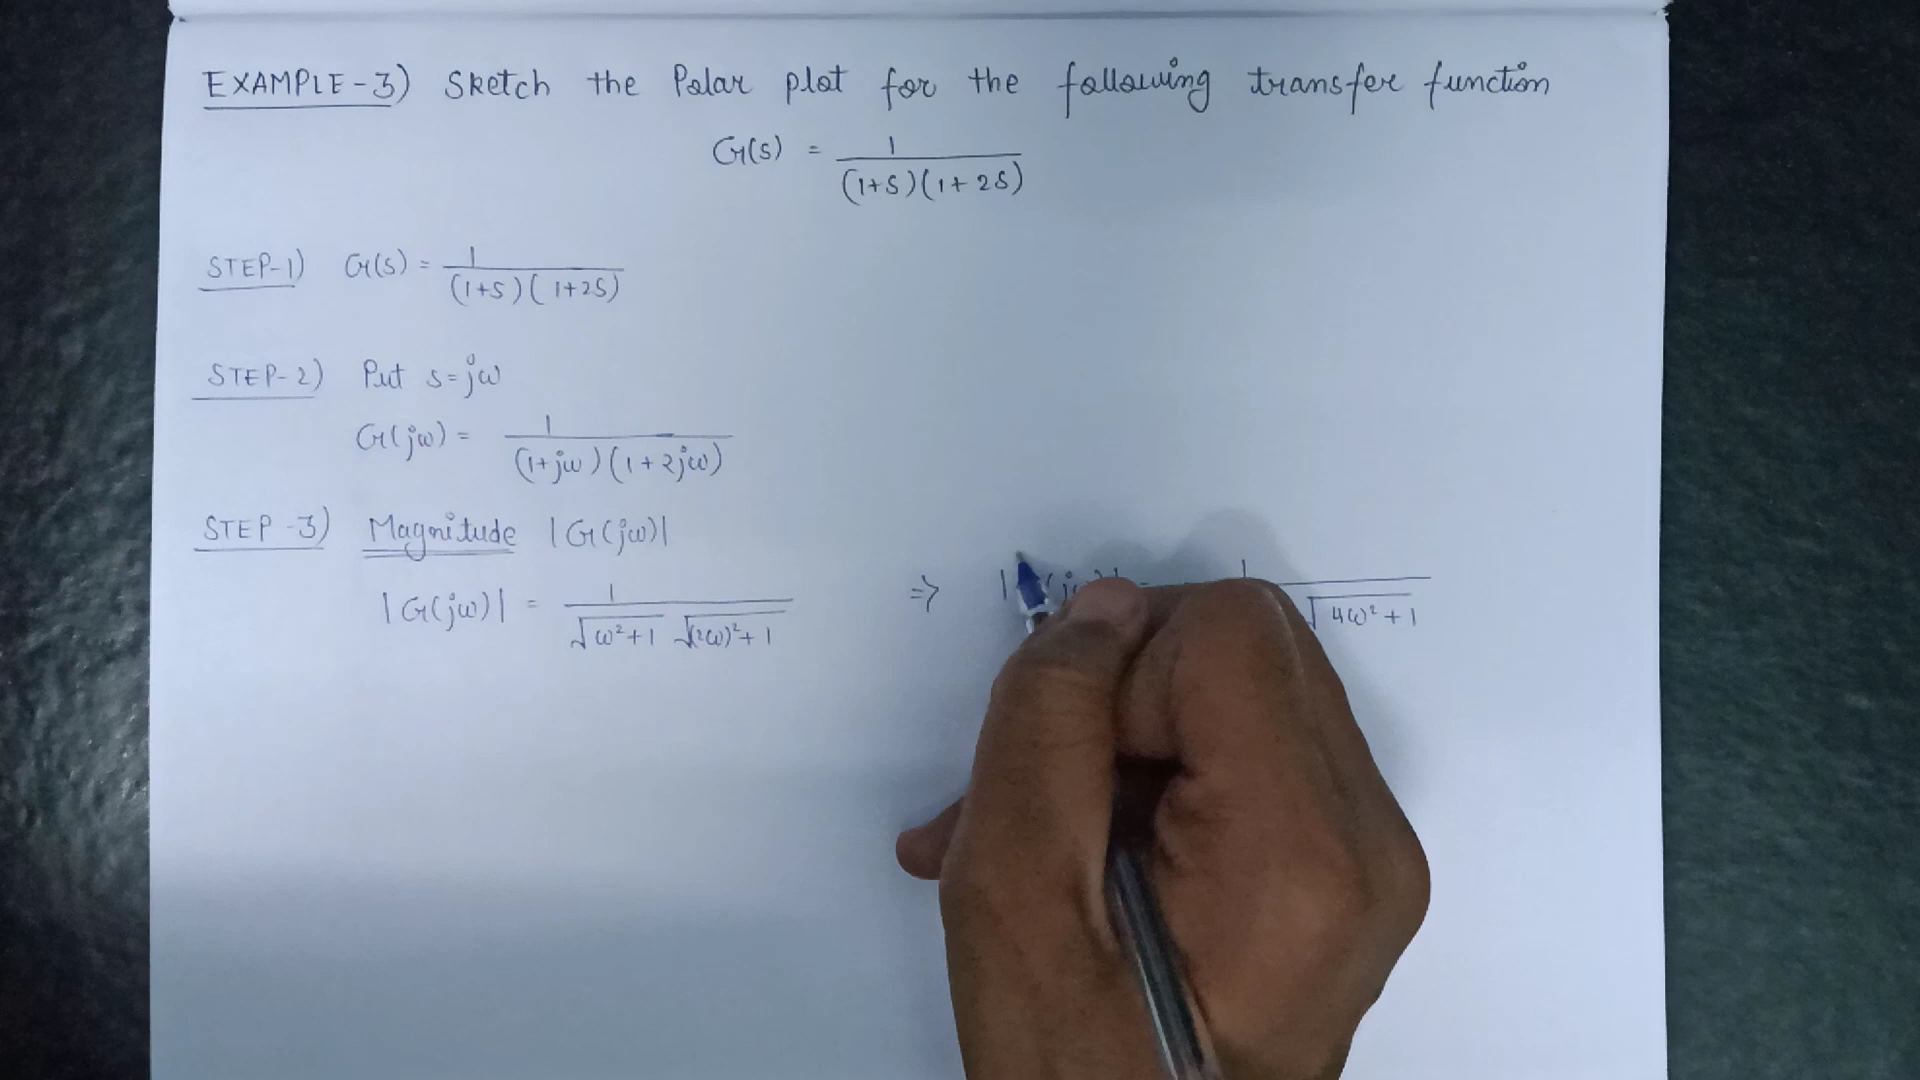 EXAMPLE-3) Sketch the Polar plot for the following transfer function
G(s) = 1 / (1+S)(1+2S)
STEP-1) G(s) = 1 / (1+S)(1+2S)
STEP-2) Put s=jω
G(jω) = 1 / (1+jω)(1+2jω)
STEP-3) Magnitude |G(jω)|
|G(jω)| = 1 / √ω²+1 √(2ω)²+1 ⇒ 1 / √4ω²+1